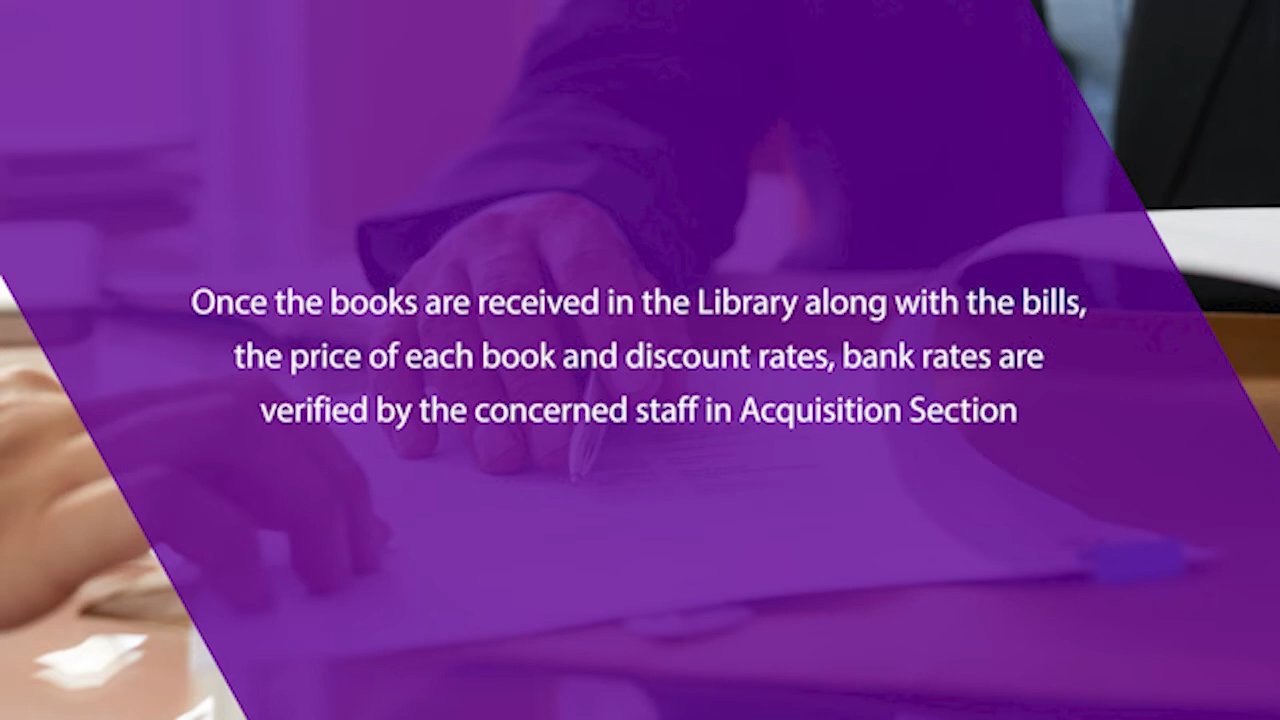 Once the books are received in the Library along with the bills,
the price of each book and discount rates, bank rates are
verified by the concerned staff in Acquisition Section